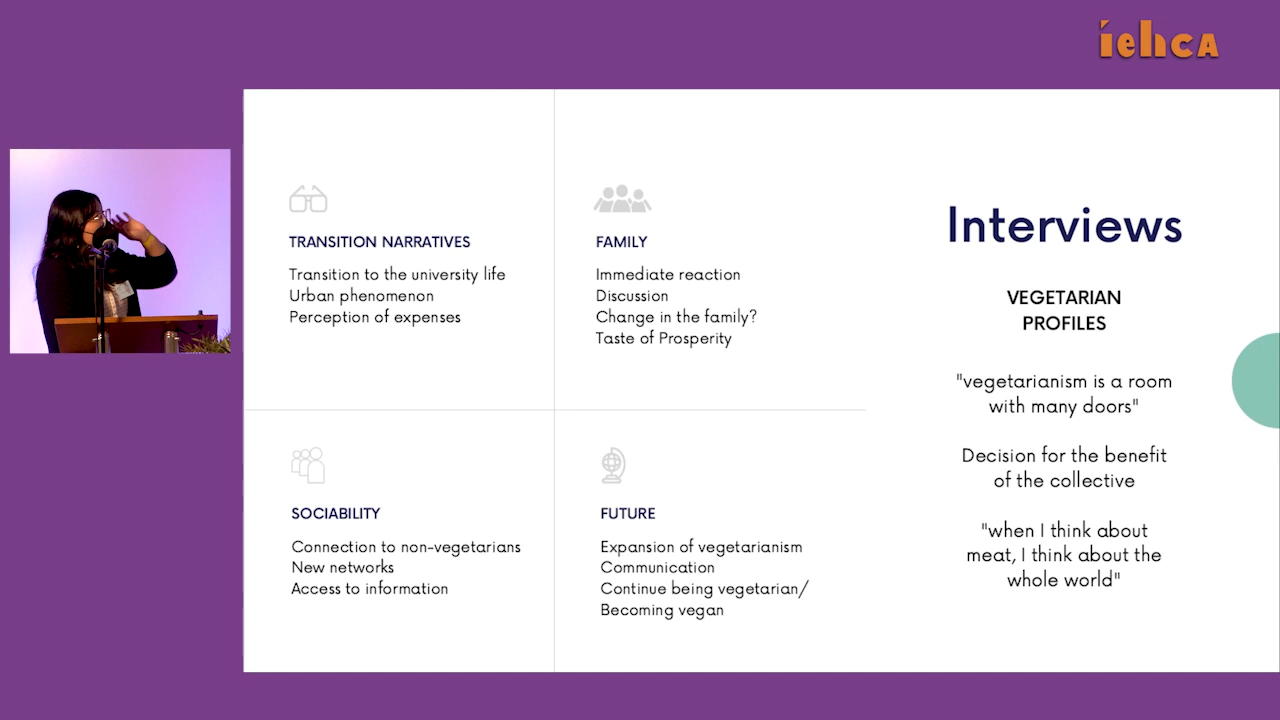 iehcA
TRANSITION NARRATIVES
Transition to the university life
Urban phenomenon
Perception of expenses
FAMILY
Immediate reaction
Discussion
Change in the family?
Taste of Prosperity
SOCIABILITY
Connection to non-vegetarians
New networks
Access to information
FUTURE
Expansion of vegetarianism
Communication
Continue being vegetarian/
Becoming vegan
Interviews
VEGETARIAN
PROFILES
"vegetarianism is a room
with many doors"
Decision for the benefit
of the collective
"when I think about
meat, I think about the
whole world"